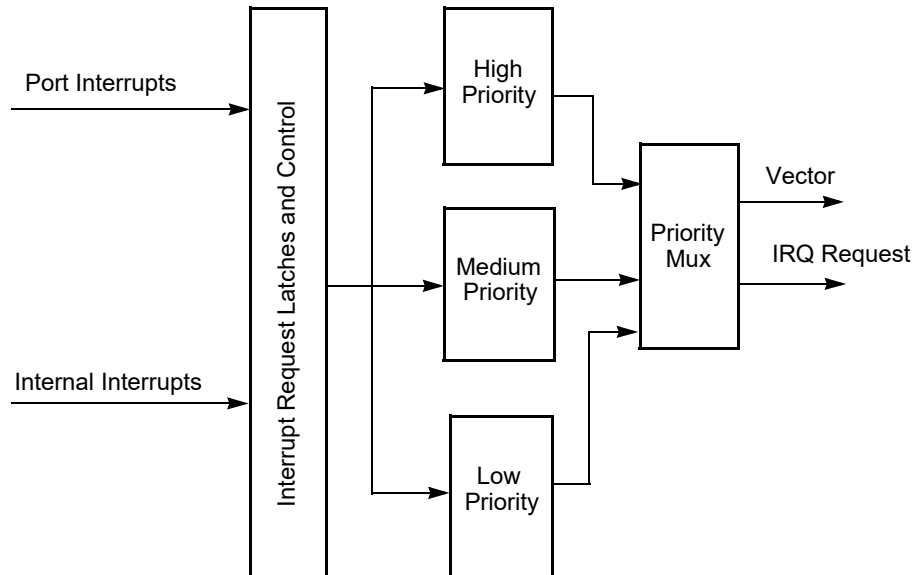 Port Interrupts
Internal Interrupts
Interrupt Request Latches and Control
High
Priority
Medium
Priority
Low
Priority
Priority
Mux
Vector
IRQ Request